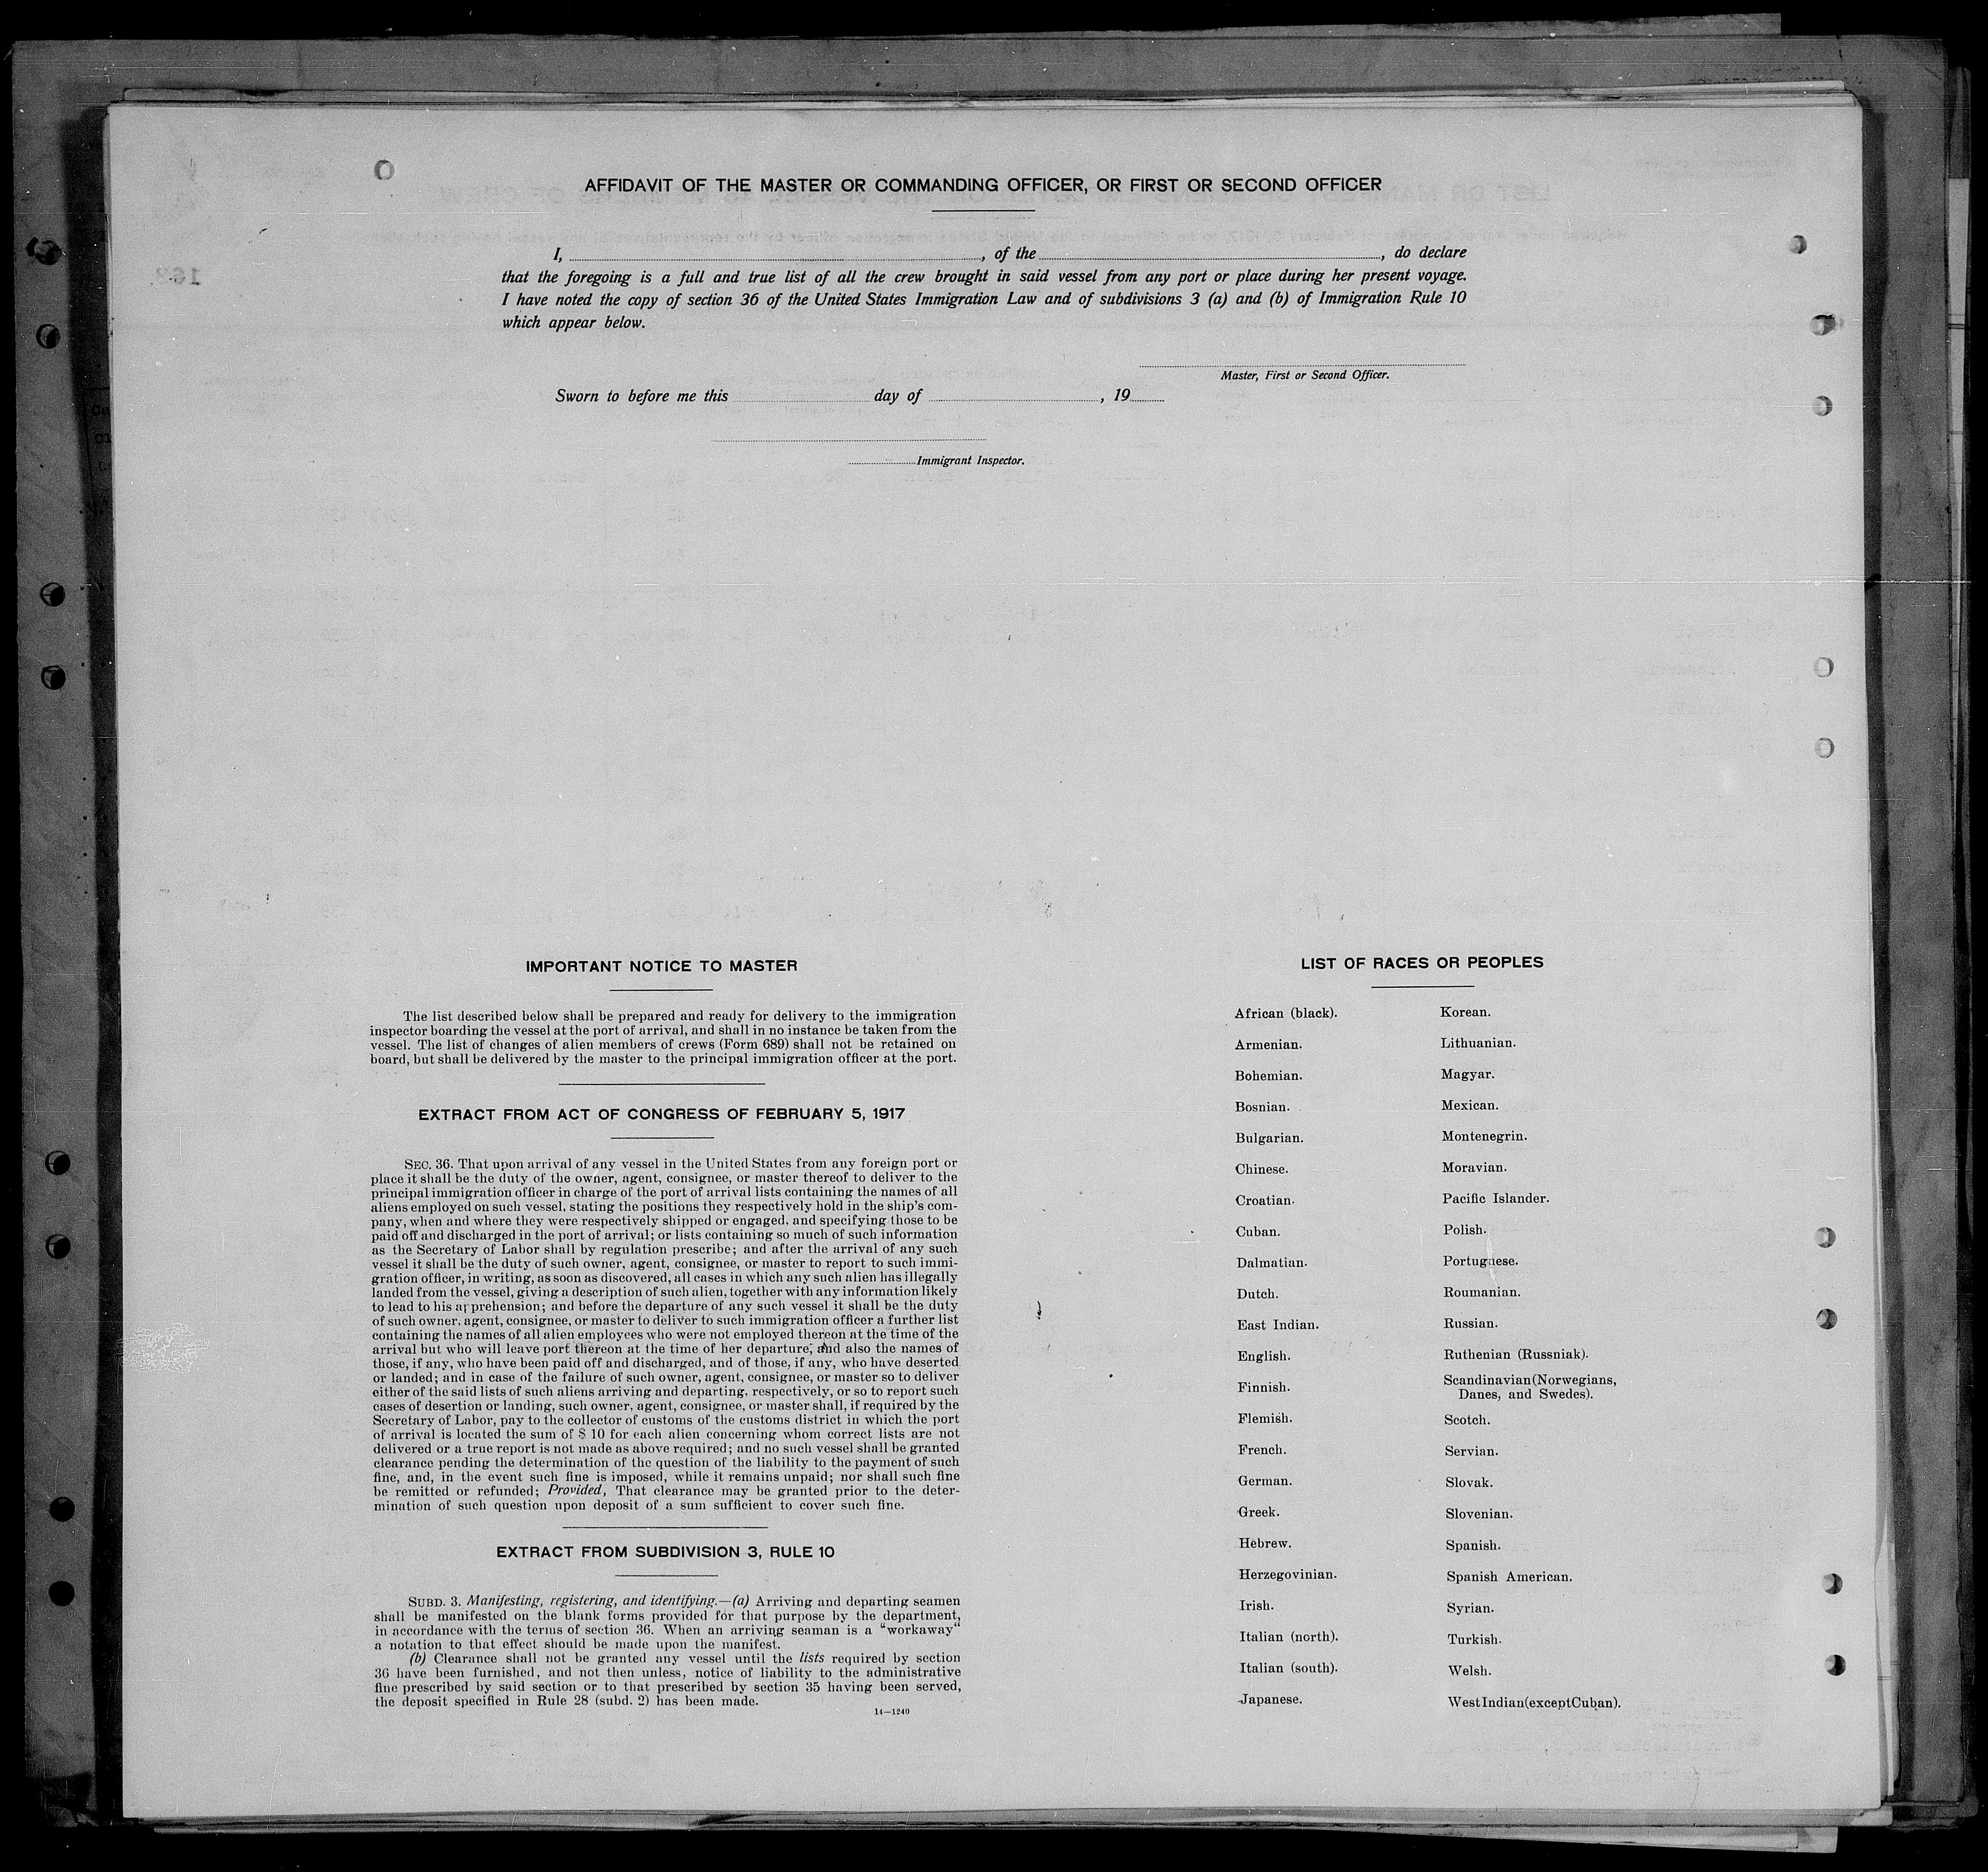 AFFIDAVIT OF THE MASTER OR COMMANDING OFFICER, OR FIRST OR SECOND OFFICER
I, , of the , do declare
that the foregoing is a full and true list of all the crew brought in said vessel from any port or place during her present voyage.
I have noted the copy of section 36 of the United States Immigration Law and of subdivisions 3 (a) and (b) of Immigration Rule 10
which appear below.
Master, First or Second Officer.
Sworn to before me this day of , 19
Immigrant Inspector.
IMPORTANT NOTICE TO MASTER
The list described below shall be prepared and ready for delivery to the immigration
inspector boarding the vessel at the port of arrival, and shall in no instance be taken from the
vessel. The list of changes of alien members of crews (Form 689) shall not be retained on
board, but shall be delivered by the master to the principal immigration officer at the port.
EXTRACT FROM ACT OF CONGRESS OF FEBRUARY 5, 1917
SEC. 36. That upon arrival of any vessel in the United States from any foreign port or
place it shall be the duty of the owner, agent, consignee, or master thereof to deliver to the
principal immigration officer in charge of the port of arrival lists containing the names of all
aliens employed on such vessel, stating the positions they respectively hold in the ship's com-
pany, when and where they were respectively shipped or engaged, and specifying those to be
paid off and discharged in the port of arrival; or lists containing so much of such information
as the Secretary of Labor shall by regulation prescribe; and after the arrival of any such
vessel it shall be the duty of such owner, agent, consignee, or master to report to such immi-
gration officer, in writing, as soon as discovered, all cases in which any such alien has illegally
landed from the vessel, giving a description of such alien, together with any information likely
to lead to his apprehension; and before the departure of any such vessel it shall be the duty
of such owner, agent, consignee, or master to deliver to such immigration officer a further list
containing the names of all alien employees who were not employed thereon at the time of the
arrival but who will leave port thereon at the time of her departure, and also the names of
those, if any, who have been paid off and discharged, and of those, if any, who have deserted
or landed; and in case of the failure of such owner, agent, consignee, or master so to deliver
either of the said lists of such aliens arriving and departing, respectively, or so to report such
cases of desertion or landing, such owner, agent, consignee, or master shall, if required by the
Secretary of Labor, pay to the collector of customs of the customs district in which the port
of arrival is located the sum of $ 10 for each alien concerning whom correct lists are not
delivered or a true report is not made as above required; and no such vessel shall be granted
clearance pending the determination of the question of the liability to the payment of such
fine, and, in the event such fine is imposed, while it remains unpaid; nor shall such fine
be remitted or refunded; Provided, That clearance may be granted prior to the deter-
mination of such question upon deposit of a sum sufficient to cover such fine.
EXTRACT FROM SUBDIVISION 3, RULE 10
SUBD. 3. Manifesting, registering, and identifying.—(a) Arriving and departing seamen
shall be manifested on the blank forms provided for that purpose by the department,
in accordance with the terms of section 36. When an arriving seaman is a "workaway"
a notation to that effect should be made upon the manifest.
(b) Clearance shall not be granted any vessel until the lists required by section
36 have been furnished, and not then unless, notice of liability to the administrative
fine prescribed by said section or to that prescribed by section 35 having been served,
the deposit specified in Rule 28 (subd. 2) has been made.
14—1240
LIST OF RACES OR PEOPLES
African (black).
Armenian.
Bohemian.
Bosnian.
Bulgarian.
Chinese.
Croatian.
Cuban.
Dalmatian.
Dutch.
East Indian.
English.
Finnish.
Flemish.
French.
German.
Greek.
Hebrew.
Herzegovinian.
Irish.
Italian (north).
Italian (south).
Japanese.
Korean.
Lithuanian.
Magyar.
Mexican.
Montenegrin.
Moravian.
Pacific Islander.
Polish.
Portuguese.
Roumanian.
Russian.
Ruthenian (Russniak).
Scandinavian (Norwegians,
Danes, and Swedes).
Scotch.
Servian.
Slovak.
Slovenian.
Spanish.
Spanish American.
Syrian.
Turkish.
Welsh.
West Indian (except Cuban).